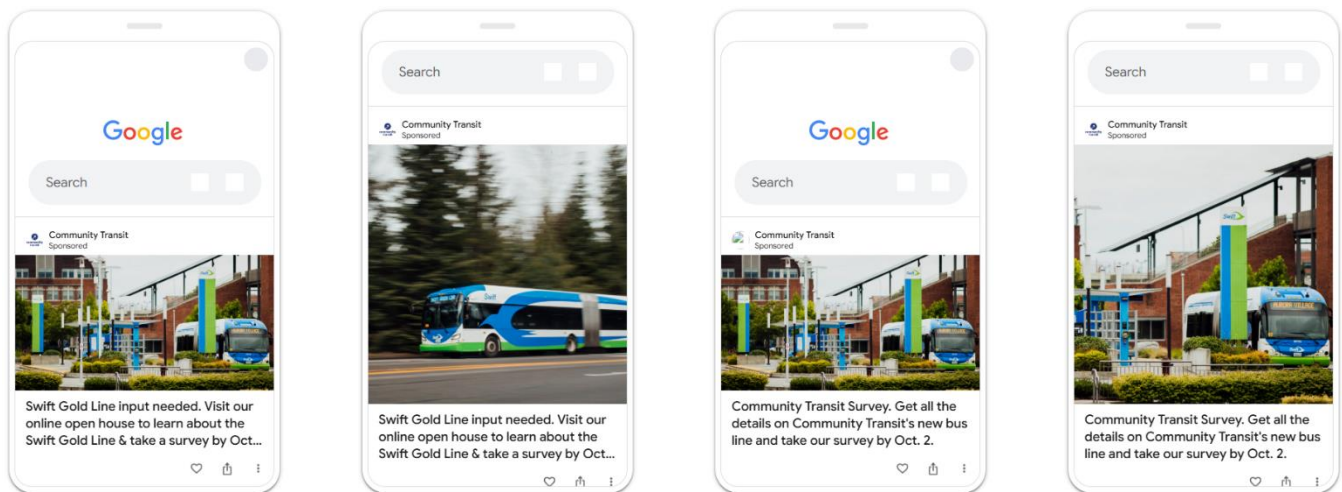 Google
Search
Community Transit
Sponsored
Swift
Swift Gold Line input needed. Visit our
online open house to learn about the
Swift Gold Line & take a survey by Oct...
Search
Community Transit
Sponsored
Swift
Swift Gold Line input needed. Visit our
online open house to learn about the
Swift Gold Line & take a survey by Oct...
Google
Search
Community Transit
Sponsored
Swift
Community Transit Survey. Get all the
details on Community Transit's new bus
line and take our survey by Oct. 2.
Search
Community Transit
Sponsored
Swift
AURORA VILLAGE
Community Transit Survey. Get all the
details on Community Transit's new bus
line and take our survey by Oct. 2.